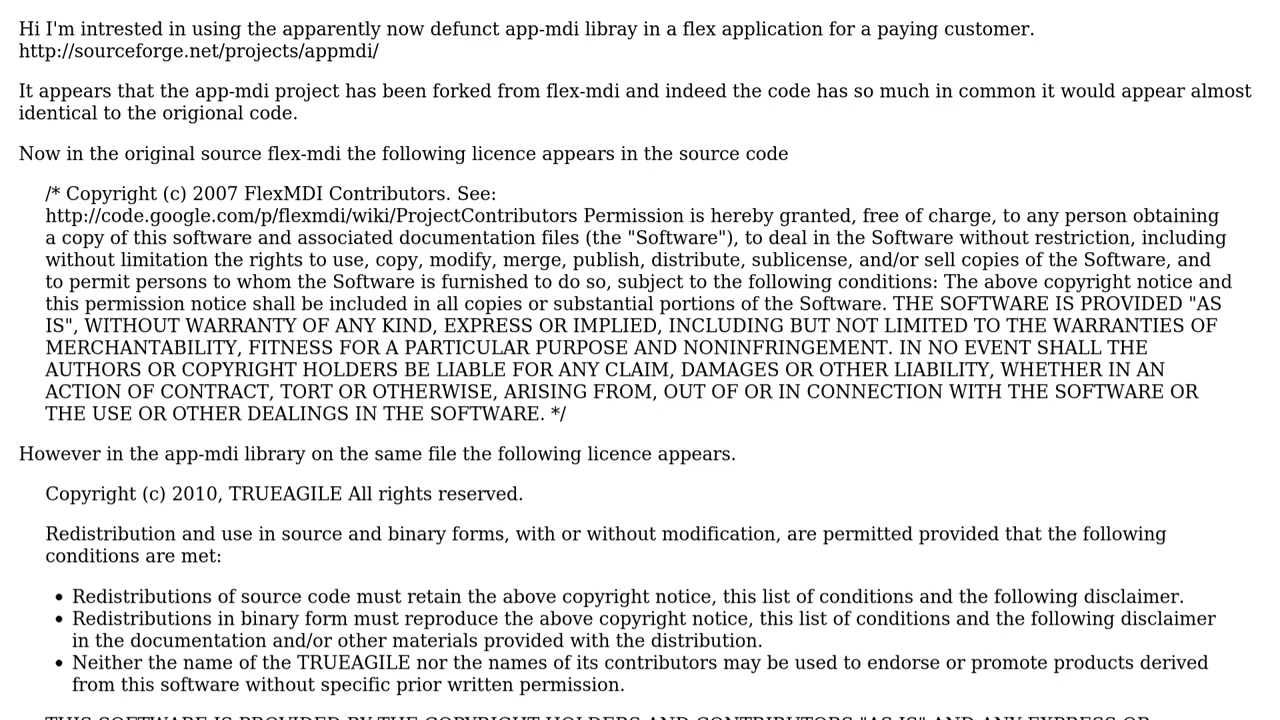 Hi I'm intrested in using the apparently now defunct app-mdi libray in a flex application for a paying customer.
http://sourceforge.net/projects/appmdi/
It appears that the app-mdi project has been forked from flex-mdi and indeed the code has so much in common it would appear almost
identical to the origional code.
Now in the original source flex-mdi the following licence appears in the source code
/* Copyright (c) 2007 FlexMDI Contributors. See:
http://code.google.com/p/flexmdi/wiki/ProjectContributors Permission is hereby granted, free of charge, to any person obtaining
a copy of this software and associated documentation files (the "Software"), to deal in the Software without restriction, including
without limitation the rights to use, copy, modify, merge, publish, distribute, sublicense, and/or sell copies of the Software, and
to permit persons to whom the Software is furnished to do so, subject to the following conditions: The above copyright notice and
this permission notice shall be included in all copies or substantial portions of the Software. THE SOFTWARE IS PROVIDED "AS
IS", WITHOUT WARRANTY OF ANY KIND, EXPRESS OR IMPLIED, INCLUDING BUT NOT LIMITED TO THE WARRANTIES OF
MERCHANTABILITY, FITNESS FOR A PARTICULAR PURPOSE AND NONINFRINGEMENT. IN NO EVENT SHALL THE
AUTHORS OR COPYRIGHT HOLDERS BE LIABLE FOR ANY CLAIM, DAMAGES OR OTHER LIABILITY, WHETHER IN AN
ACTION OF CONTRACT, TORT OR OTHERWISE, ARISING FROM, OUT OF OR IN CONNECTION WITH THE SOFTWARE OR
THE USE OR OTHER DEALINGS IN THE SOFTWARE. */
However in the app-mdi library on the same file the following licence appears.
Copyright (c) 2010, TRUEAGILE All rights reserved.
Redistribution and use in source and binary forms, with or without modification, are permitted provided that the following
conditions are met:
• Redistributions of source code must retain the above copyright notice, this list of conditions and the following disclaimer.
• Redistributions in binary form must reproduce the above copyright notice, this list of conditions and the following disclaimer
in the documentation and/or other materials provided with the distribution.
• Neither the name of the TRUEAGILE nor the names of its contributors may be used to endorse or promote products derived
from this software without specific prior written permission.
THIS SOFTWARE IS PROVIDED BY THE COPYRIGHT HOLDERS AND CONTRIBUTORS "AS IS" AND ANY EXPRESS OR